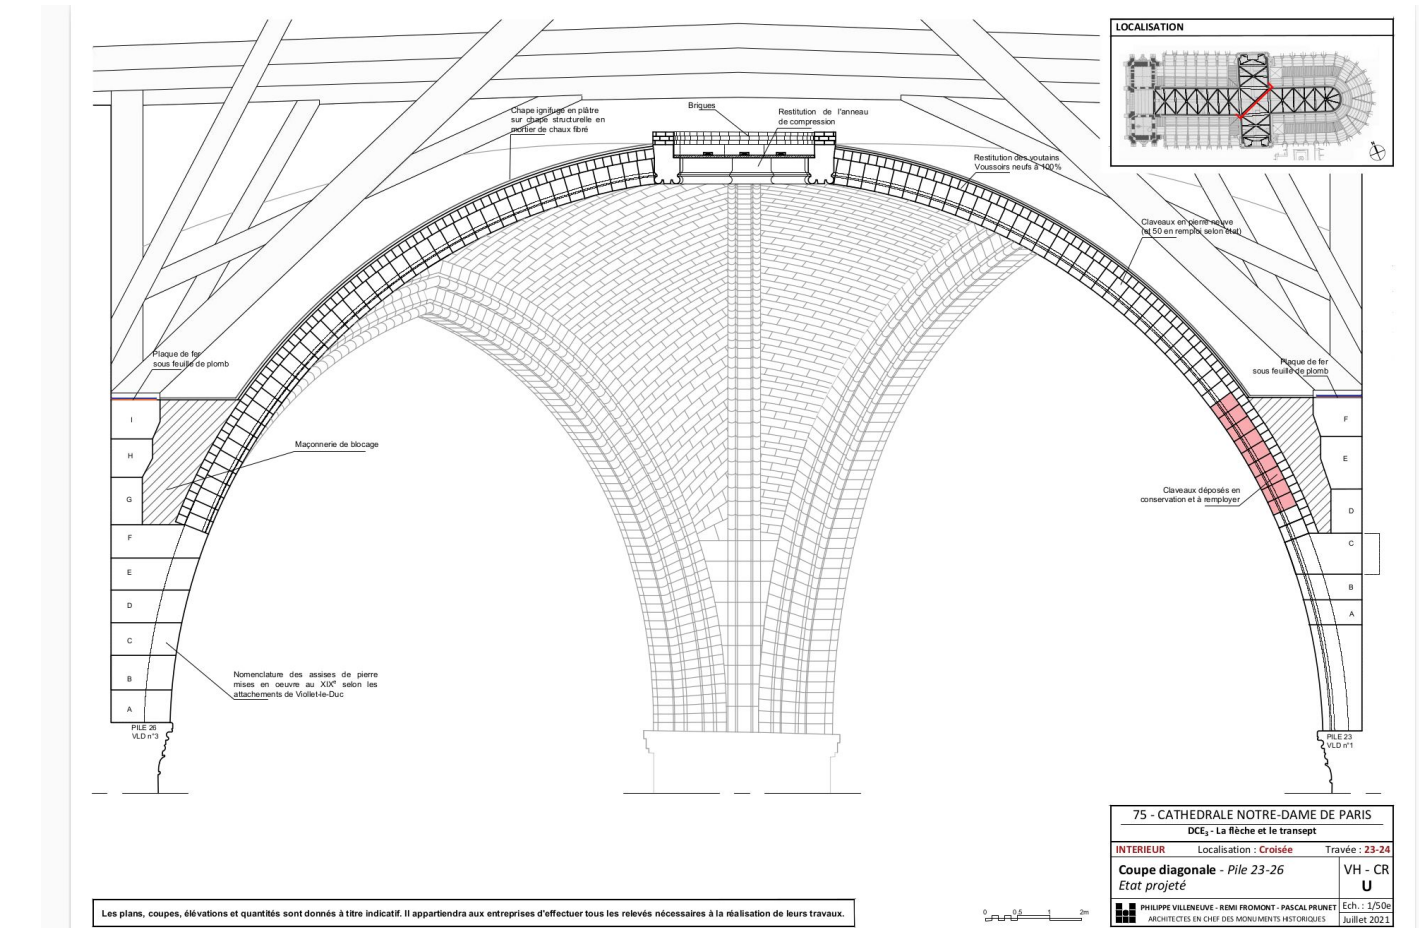 LOCALISATION
Chape ignifuge en plâtre
sur chape structurelle en
mortier de chaux fibré
Briques
Restitution de l'anneau
de compression
Restitution des voutains
Voussoirs neufs à 100%
Claveaux en pierre neuve
(et 50 en remploi selon état)
Plaque de fer
sous feuille de plomb
Plaque de fer
sous feuille de plomb
I
H
G
F
E
D
C
B
A
Maçonnerie de blocage
Claveaux déposés en
conservation et à remployer
F
E
D
C
B
A
Nomenclature des assises de pierre
mises en oeuvre au XIXe selon les
attachements de Viollet-le-Duc
PILE 26
VLD n°3
PILE 23
VLD n°1
75 - CATHEDRALE NOTRE-DAME DE PARIS
DCE3 - La flèche et le transept
INTERIEUR Localisation : Croisée Travée : 23-24
Coupe diagonale - Pile 23-26
Etat projeté
VH - CR
U
PHILIPPE VILLENEUVE - REMI FROMONT - PASCAL PRUNET
ARCHITECTES EN CHEF DES MONUMENTS HISTORIQUES
Ech. : 1/50e
Juillet 2021
Les plans, coupes, élévations et quantités sont donnés à titre indicatif. Il appartiendra aux entreprises d'effectuer tous les relevés nécessaires à la réalisation de leurs travaux.
0 0,5 1 2m